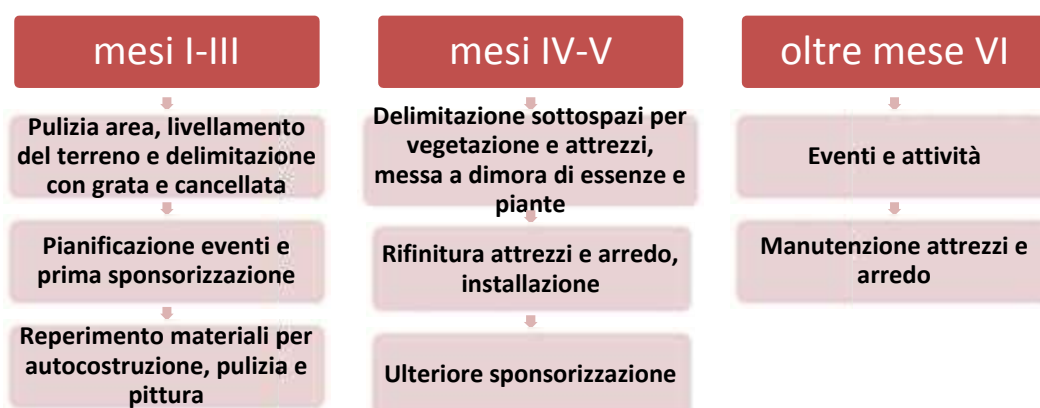 mesi I-III
Pulizia area, livellamento
del terreno e delimitazione
con grata e cancellata
Pianificazione eventi e
prima sponsorizzazione
Reperimento materiali per
autocostruzione, pulizia e
pittura
mesi IV-V
Delimitazione sottospazi per
vegetazione e attrezzi,
messa a dimora di essenze e
piante
Rifinitura attrezzi e arredo,
installazione
Ulteriore sponsorizzazione
oltre mese VI
Eventi e attività
Manutenzione attrezzi e
arredo